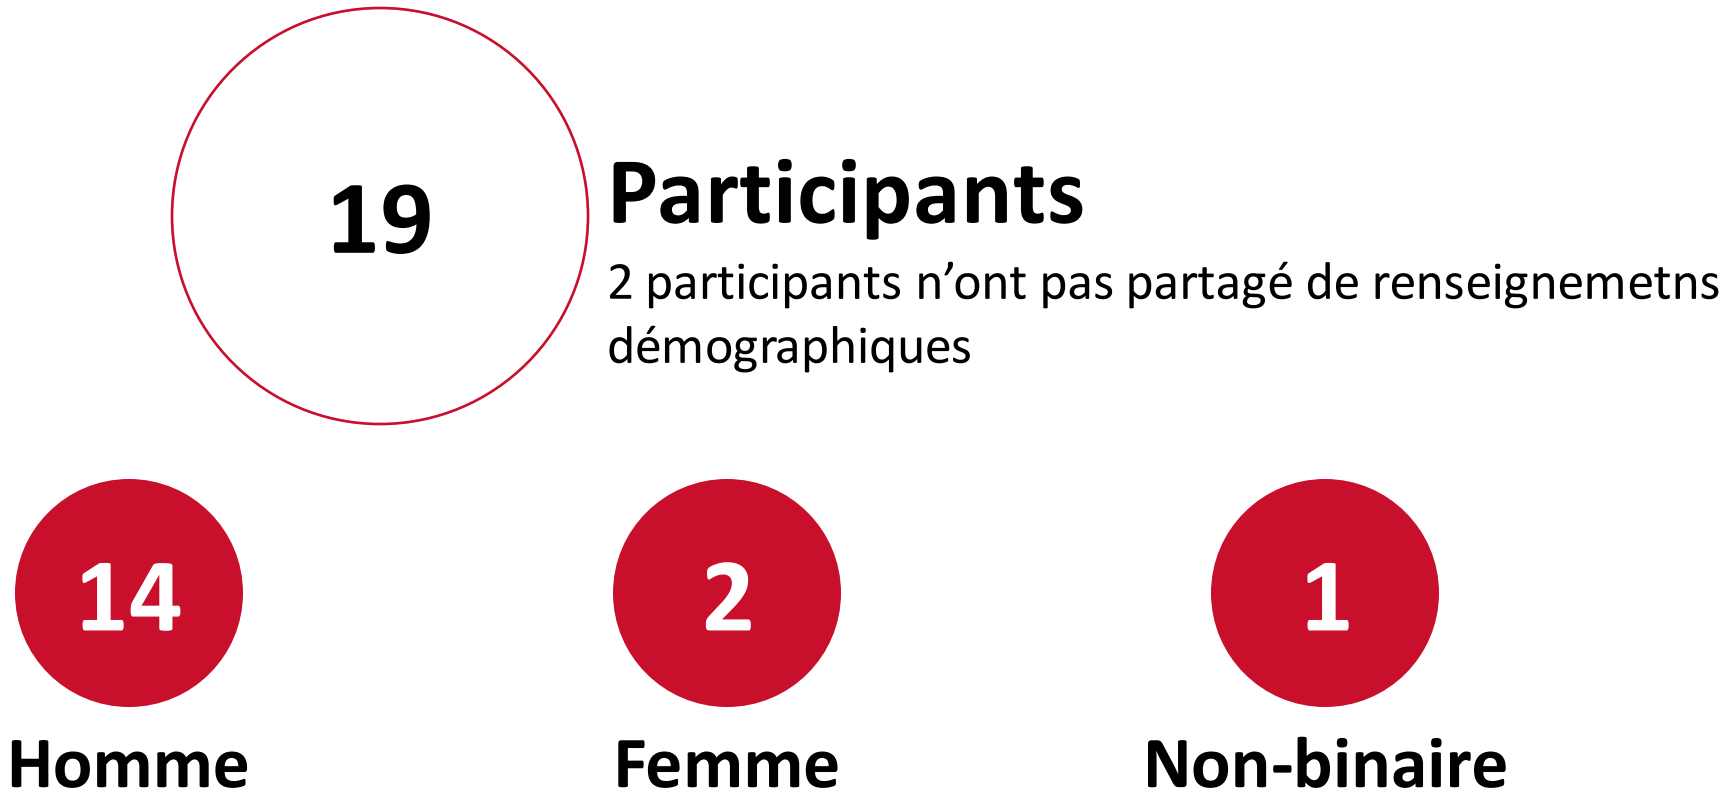 19
Participants
2 participants n’ont pas partagé de renseignemetns
démographiques
14
2
1
Homme
Femme
Non-binaire